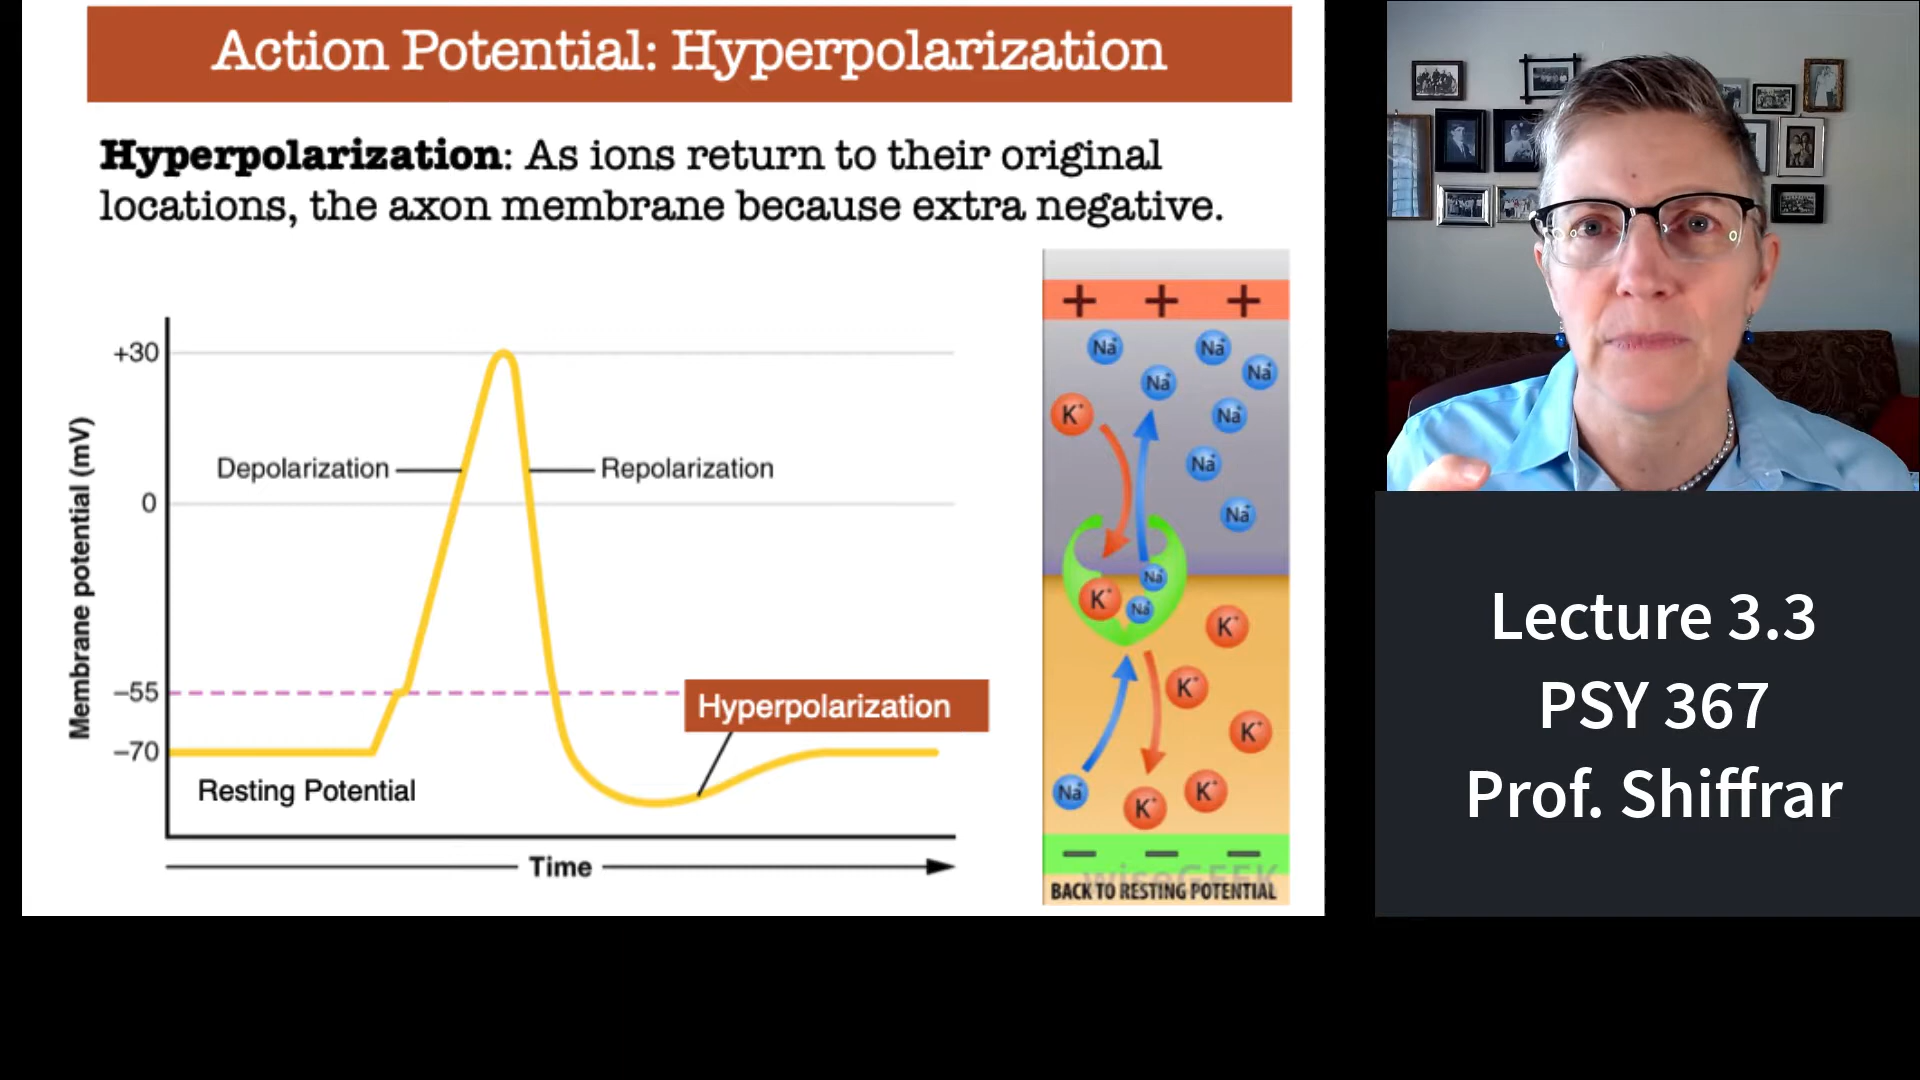 Action Potential: Hyperpolarization
Hyperpolarization: As ions return to their original
locations, the axon membrane because extra negative.
+30
Depolarization
Repolarization
0
Membrane potential (mV)
–55
Hyperpolarization
–70
Resting Potential
Time
+ + +
Na+
Na+
Na+
Na+
K+
Na+
Na+
Na+
Na+
K+
Na+
K+
K+
K+
Na+
K+
K+
– – –
wiseGEEK
BACK TO RESTING POTENTIAL
Lecture 3.3
PSY 367
Prof. Shiffrar